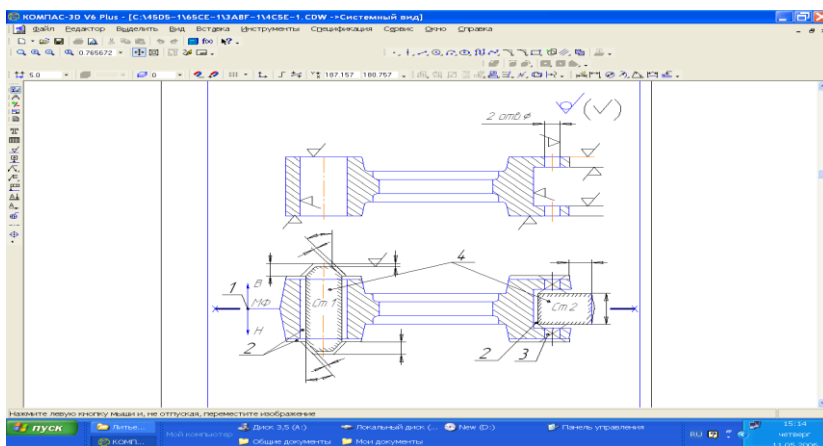 КОМПАС-3D V6 Plus - [C:\45D5-1\65CE-1\3ABF-1\4C5E-1.CDW ->Системный вид]
Файл Редактор Выделить Вид Вставка Инструменты Спецификация Сервис Окно Справка
f(x)
0.765672
5.0 0 107.157 100.757
2 отв ф
4
В
1
МФ
Ст 1
Ст 2
Н
2
2
3
Нажмите левую кнопку мыши и, не отпуская, переместите изображение
пуск
Литье...
Диск 3,5 (A:)
Локальный диск (...
New (D:)
Панель управления
RU
15:14
КОМП...
Мой компьютер
Общие документы
Мои документы
четверг